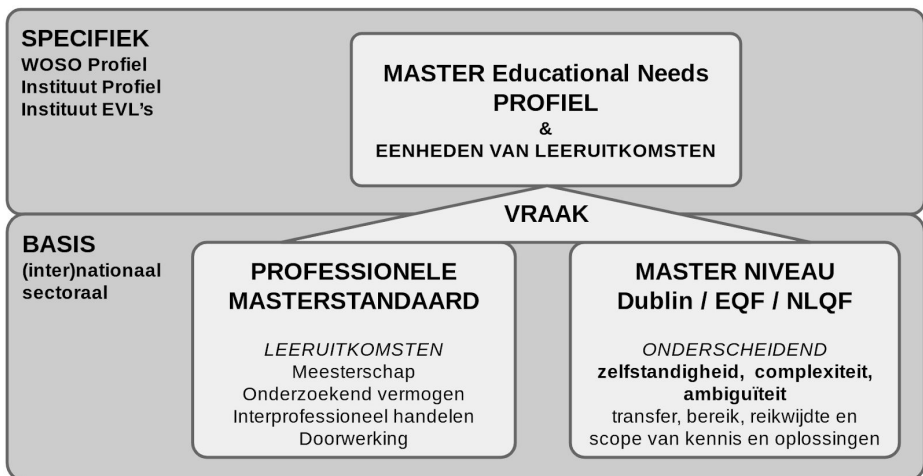 SPECIFIEK
WOSO Profiel
Instituut Profiel
Instituut EVL's
MASTER Educational Needs
PROFIEL
&
EENHEDEN VAN LEERUITKOMSTEN
VRAAK
BASIS
(inter)nationaal
sectoraal
PROFESSIONELE
MASTERSTANDAARD
LEERUITKOMSTEN
Meesterschap
Onderzoekend vermogen
Interprofessioneel handelen
Doorwerking
MASTER NIVEAU
Dublin / EQF / NLQF
ONDERSCHEIDEND
zelfstandigheid, complexiteit,
ambiguïteit
transfer, bereik, reikwijdte en
scope van kennis en oplossingen